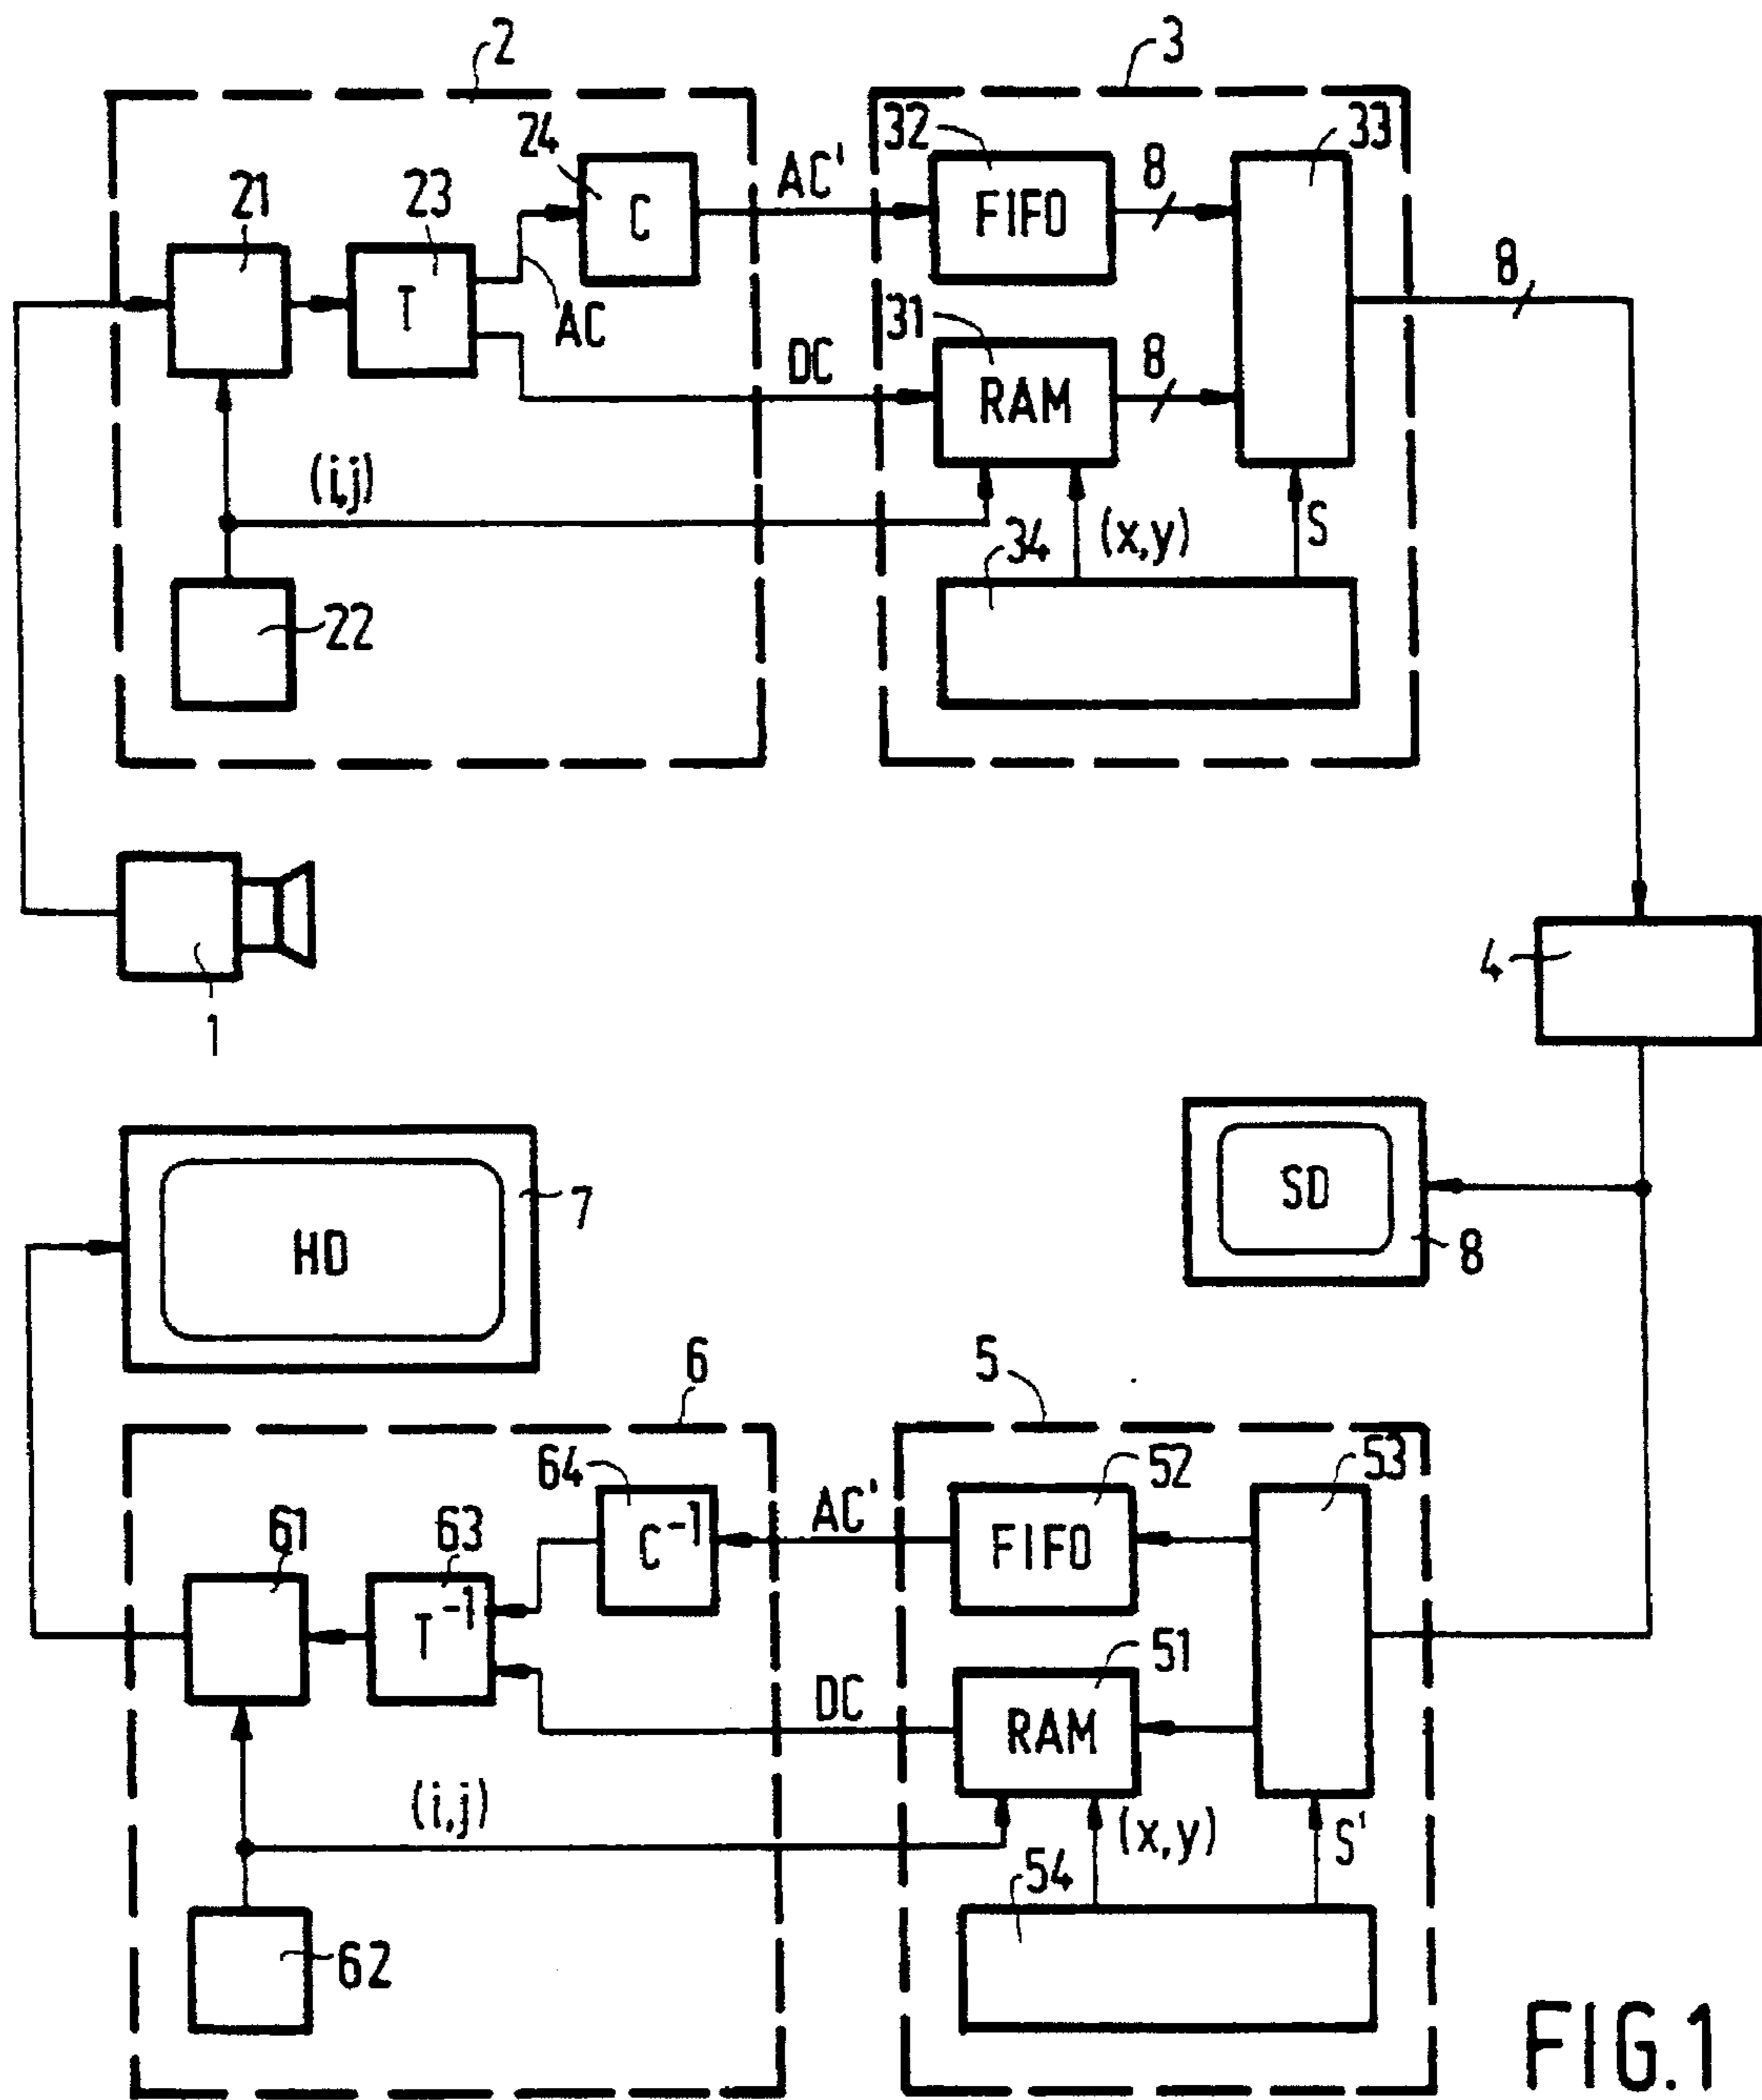 2
3
24
C
AC'
32
FIFO
8
33
21
23
T
AC
8
31
RAM
8
DC
(i,j)
(x,y)
S
34
22
1
4
7
HD
SD
8
6
5
64
C⁻¹
AC'
52
FIFO
53
61
63
T⁻¹
51
RAM
DC
(i,j)
(x,y)
S'
54
62
FIG.1